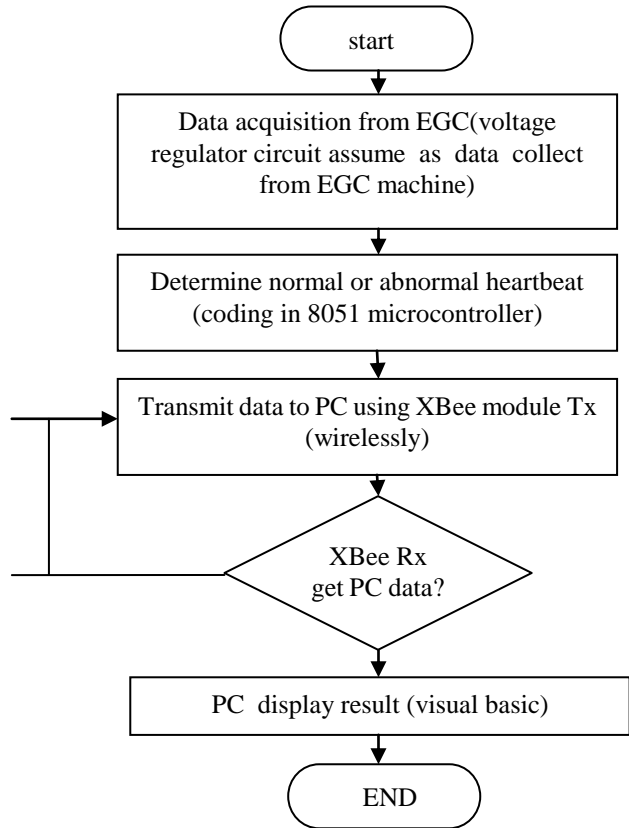 start
Data acquisition from EGC(voltage
regulator circuit assume as data collect
from EGC machine)
Determine normal or abnormal heartbeat
(coding in 8051 microcontroller)
Transmit data to PC using XBee module Tx
(wirelessly)
XBee Rx
get PC data?
PC display result (visual basic)
END